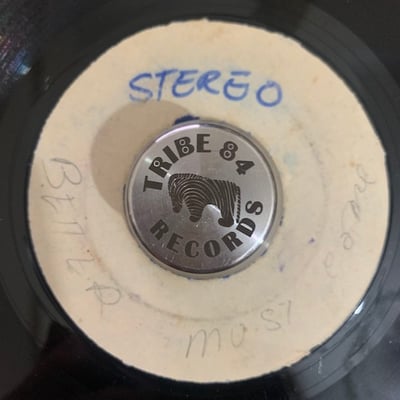 STEREO
TRIBE 84
RECORDS
BETTER
MUST
COME